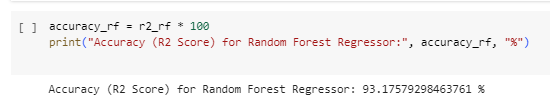 [ ] accuracy_rf = r2_rf * 100
print("Accuracy (R2 Score) for Random Forest Regressor:", accuracy_rf, "%")
Accuracy (R2 Score) for Random Forest Regressor: 93.17579298463761 %